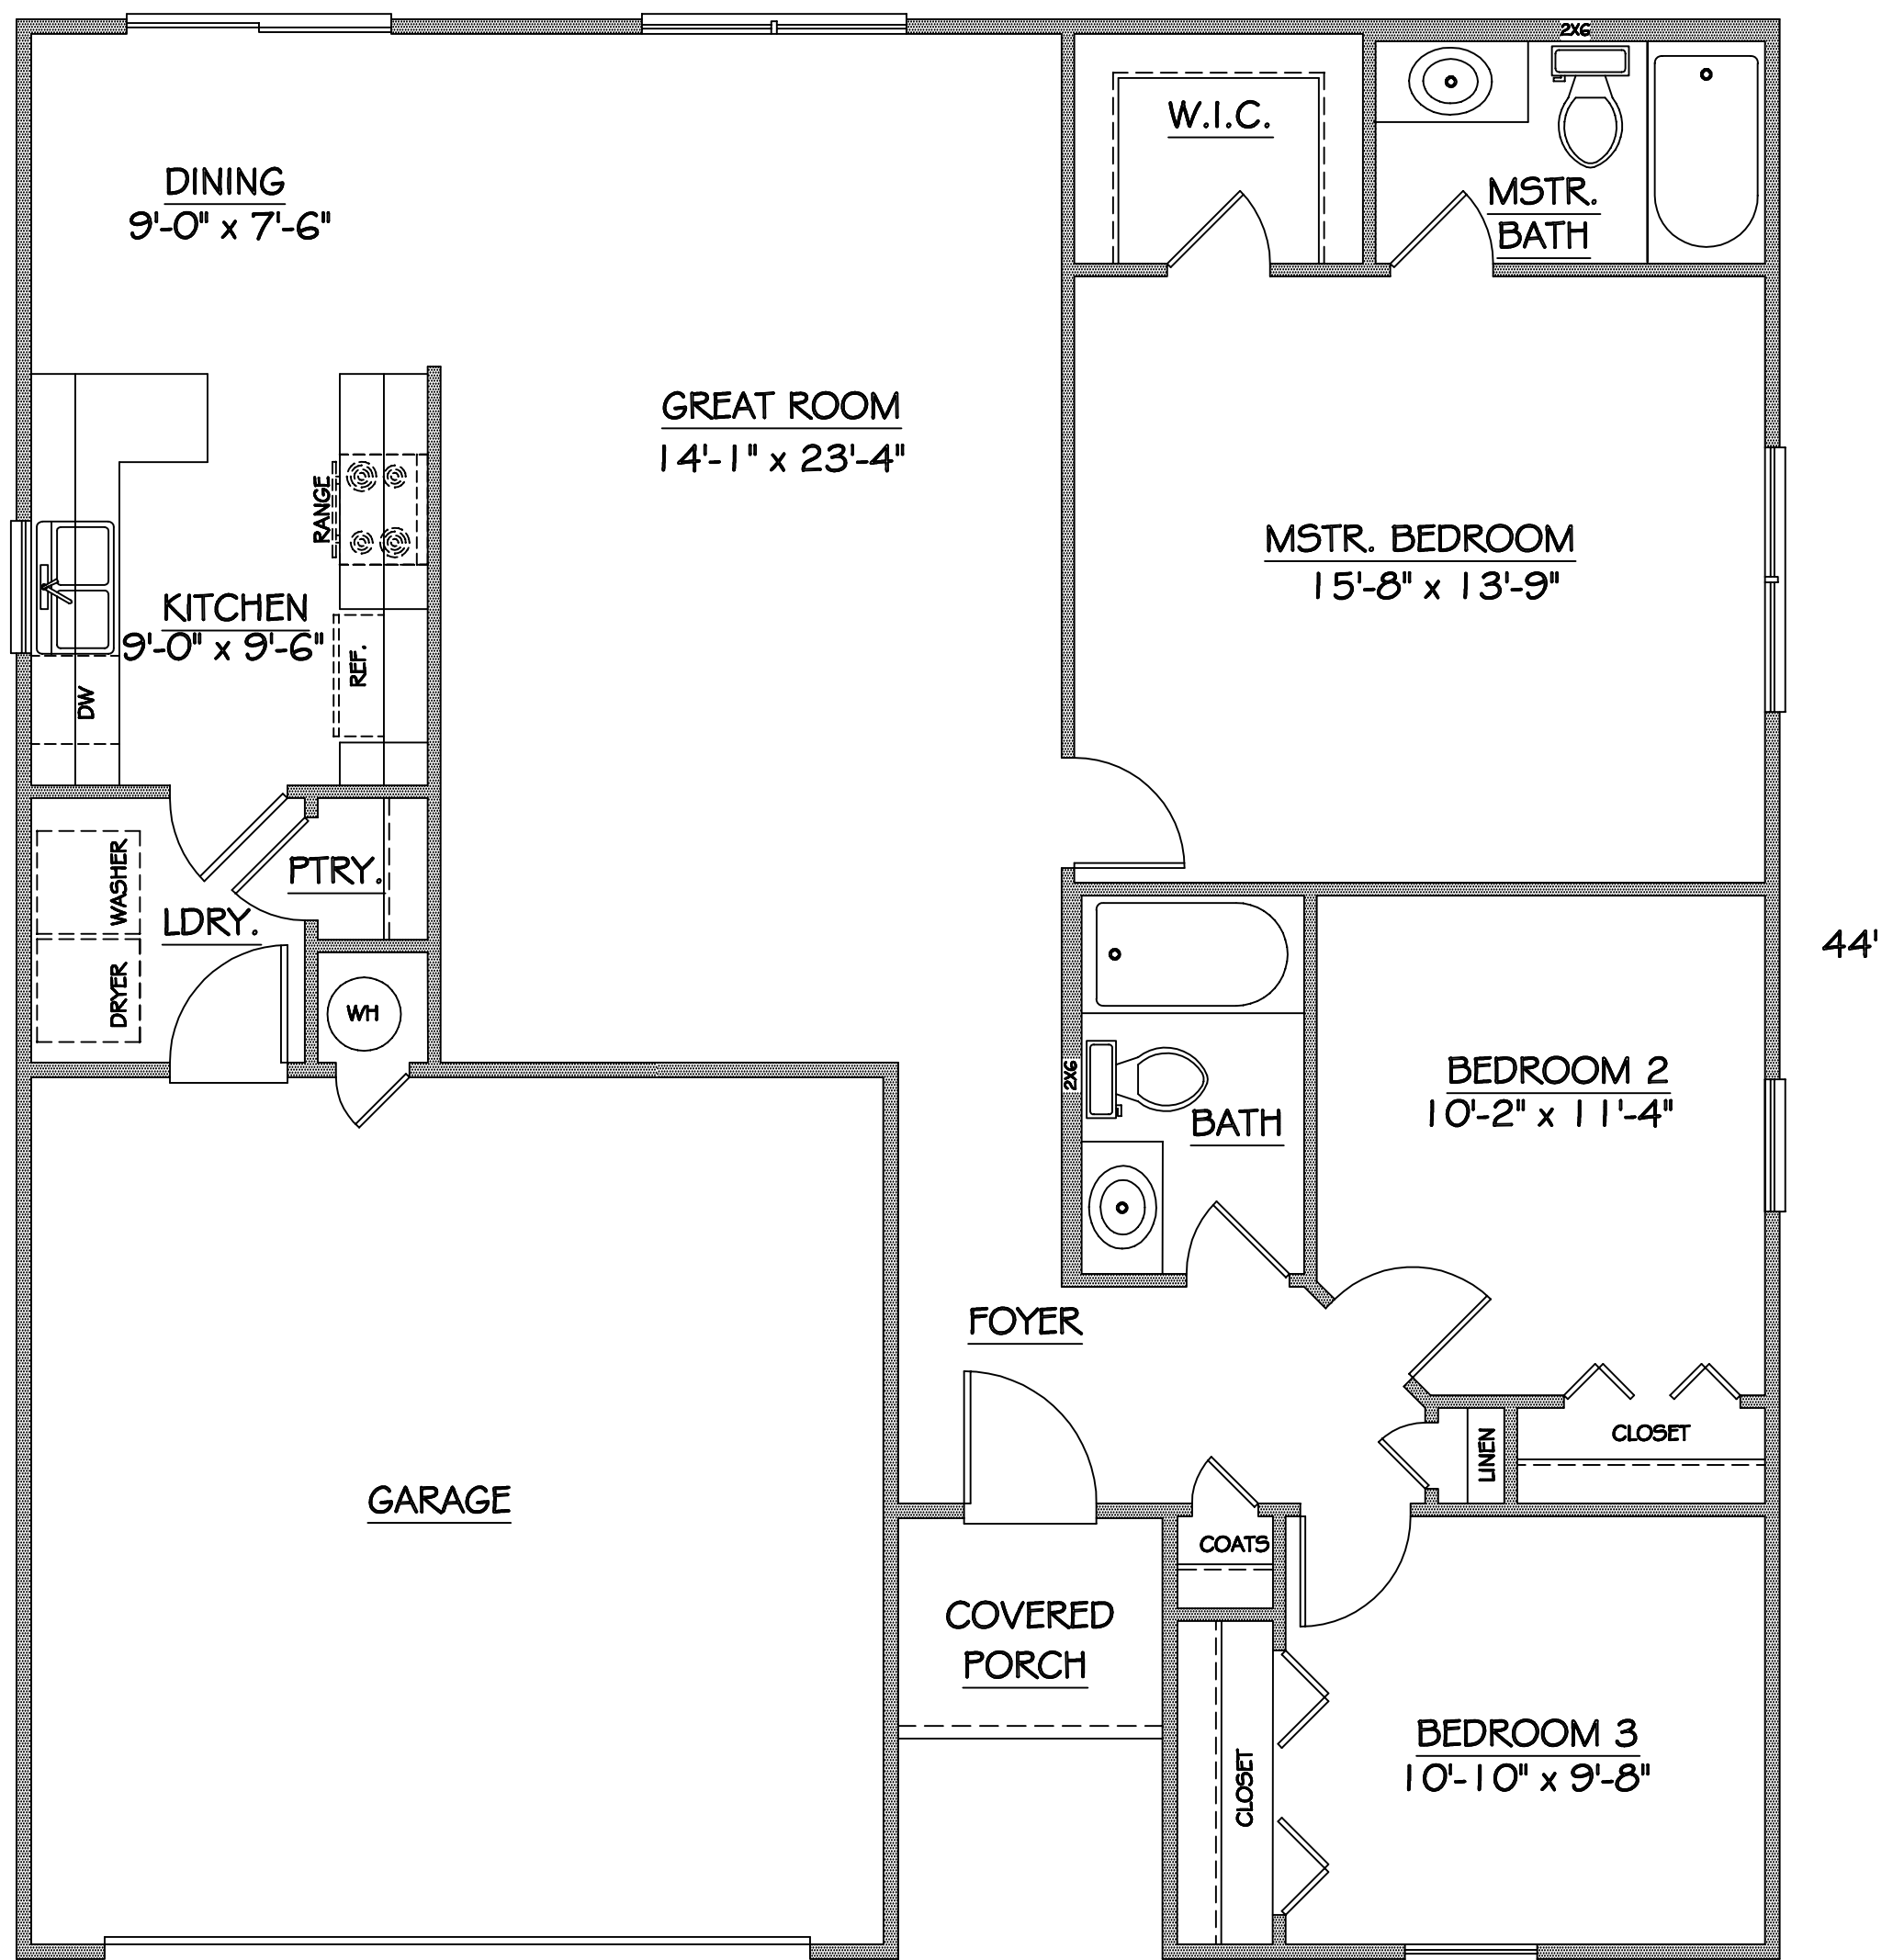 2X6
W.I.C.
MSTR.
BATH
DINING
9'-0" x 7'-6"
GREAT ROOM
14'-1" x 23'-4"
RANGE
MSTR. BEDROOM
15'-8" x 13'-9"
KITCHEN
9'-0" x 9'-6"
REF.
DW
WASHER
PTRY.
LDRY.
44'
DRYER
WH
2X6
BEDROOM 2
10'-2" x 11'-4"
BATH
FOYER
CLOSET
LINEN
GARAGE
COATS
COVERED
PORCH
BEDROOM 3
10'-10" x 9'-8"
CLOSET